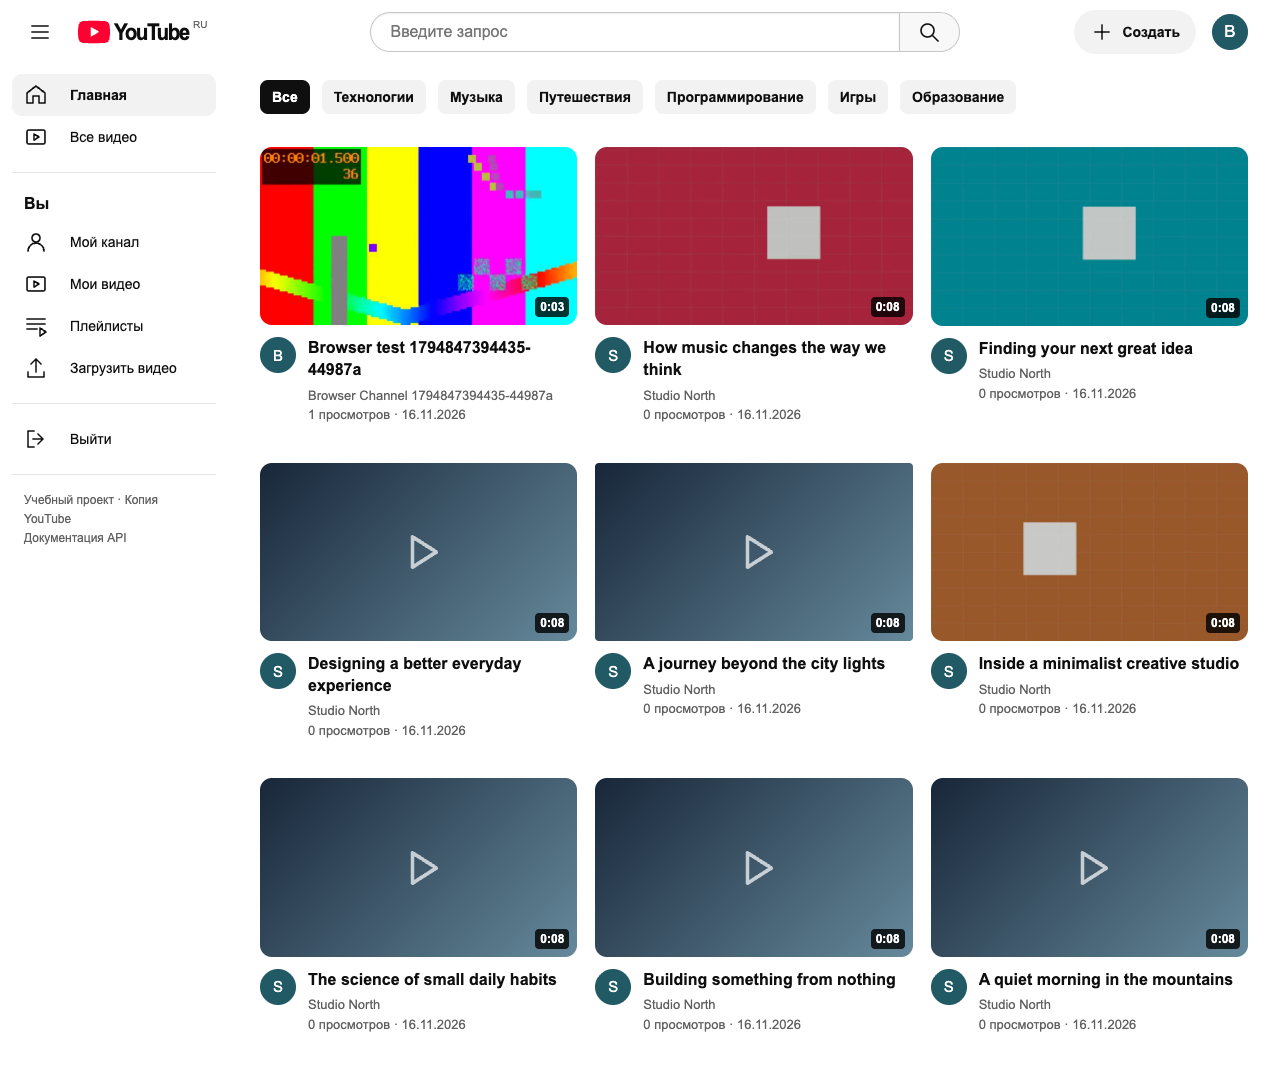 YouTube RU
Введите запрос
Создать
B
Главная
Все видео
Вы
Мой канал
Мои видео
Плейлисты
Загрузить видео
Выйти
Учебный проект · Копия
YouTube
Документация API
Все
Технологии
Музыка
Путешествия
Программирование
Игры
Образование
00:00:01.500
36
0:03
B
Browser test 1794847394435-
44987a
Browser Channel 1794847394435-44987a
1 просмотров · 16.11.2026
0:08
S
How music changes the way we
think
Studio North
0 просмотров · 16.11.2026
0:08
S
Finding your next great idea
Studio North
0 просмотров · 16.11.2026
0:08
S
Designing a better everyday
experience
Studio North
0 просмотров · 16.11.2026
0:08
S
A journey beyond the city lights
Studio North
0 просмотров · 16.11.2026
0:08
S
Inside a minimalist creative studio
Studio North
0 просмотров · 16.11.2026
0:08
S
The science of small daily habits
Studio North
0 просмотров · 16.11.2026
0:08
S
Building something from nothing
Studio North
0 просмотров · 16.11.2026
0:08
S
A quiet morning in the mountains
Studio North
0 просмотров · 16.11.2026